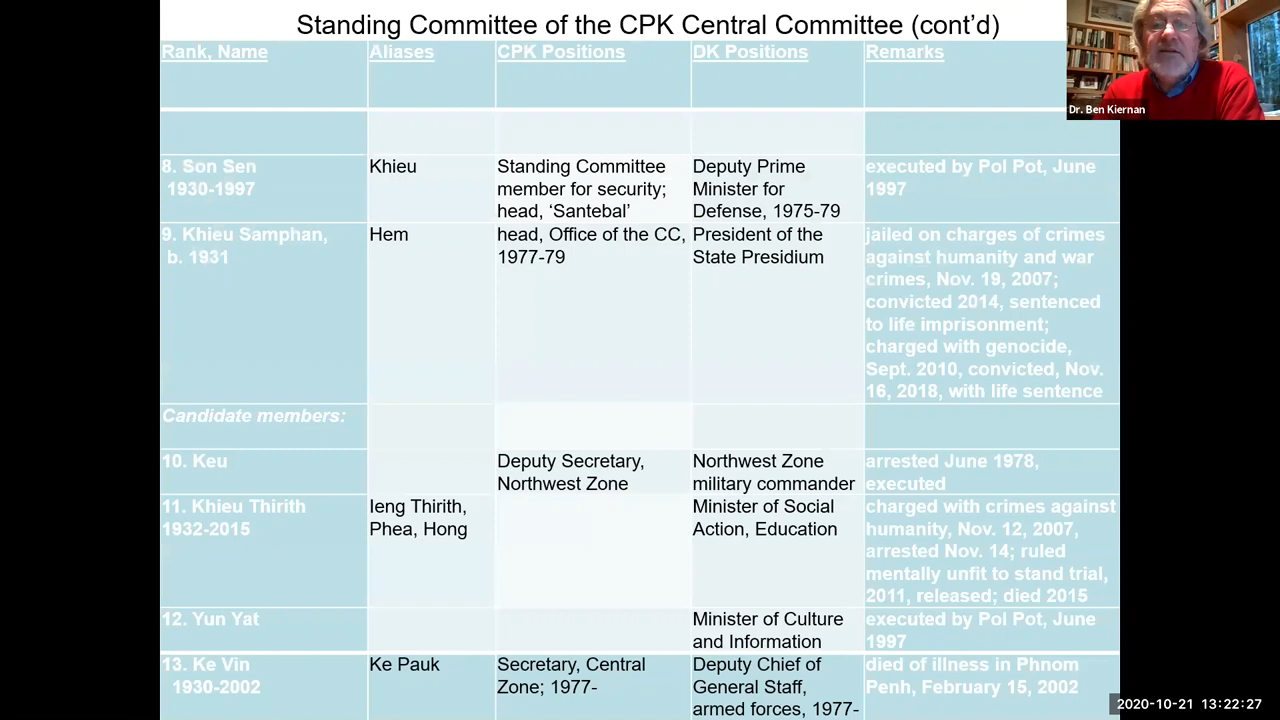 Standing Committee of the CPK Central Committee (cont’d)
Rank, Name Aliases CPK Positions DK Positions Remarks
Dr. Ben Kiernan
8. Son Sen
1930-1997
Khieu
Standing Committee
member for security;
head, ‘Santebal’
Deputy Prime
Minister for
Defense, 1975-79
executed by Pol Pot, June
1997
9. Khieu Samphan,
b. 1931
Hem
head, Office of the CC,
1977-79
President of the
State Presidium
jailed on charges of crimes
against humanity and war
crimes, Nov. 19, 2007;
convicted 2014, sentenced
to life imprisonment;
charged with genocide,
Sept. 2010, convicted, Nov.
16, 2018, with life sentence
Candidate members:
10. Keu
Deputy Secretary,
Northwest Zone
Northwest Zone
military commander
arrested June 1978,
executed
11. Khieu Thirith
1932-2015
Ieng Thirith,
Phea, Hong
Minister of Social
Action, Education
charged with crimes against
humanity, Nov. 12, 2007,
arrested Nov. 14; ruled
mentally unfit to stand trial,
2011, released; died 2015
12. Yun Yat
Minister of Culture
and Information
executed by Pol Pot, June
1997
13. Ke Vin
1930-2002
Ke Pauk
Secretary, Central
Zone; 1977-
Deputy Chief of
General Staff,
armed forces, 1977-
died of illness in Phnom
Penh, February 15, 2002
2020-10-21 13:22:27